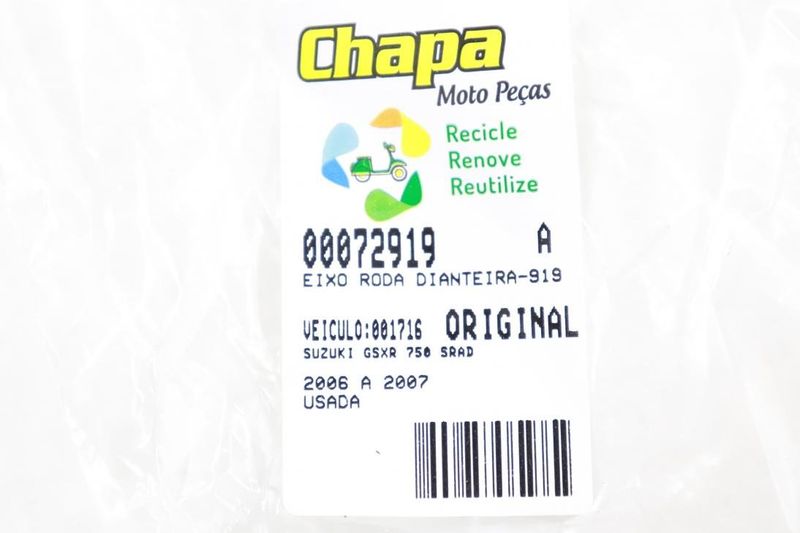 Chapa
Moto Peças
Recicle
Renove
Reutilize
00072919 A
EIXO RODA DIANTEIRA-919
VEICULO:001716 ORIGINAL
SUZUKI GSXR 750 SRAD
2006 A 2007
USADA